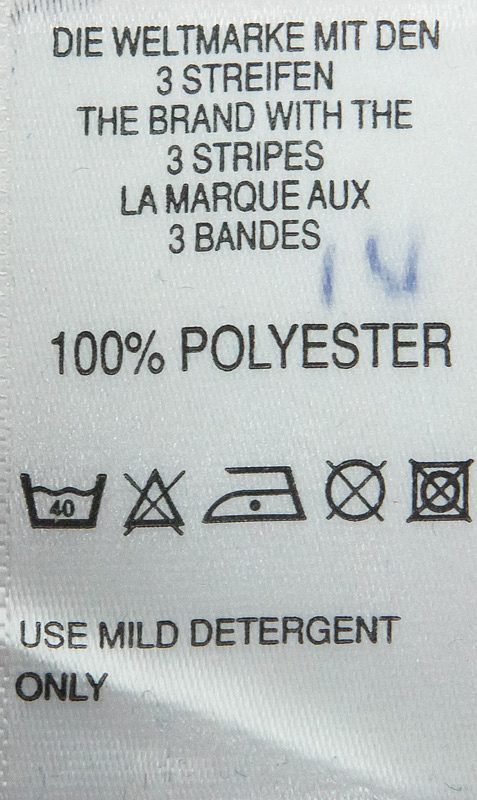 DIE WELTMARKE MIT DEN
3 STREIFEN
THE BRAND WITH THE
3 STRIPES
LA MARQUE AUX
3 BANDES
100% POLYESTER
40
USE MILD DETERGENT
ONLY